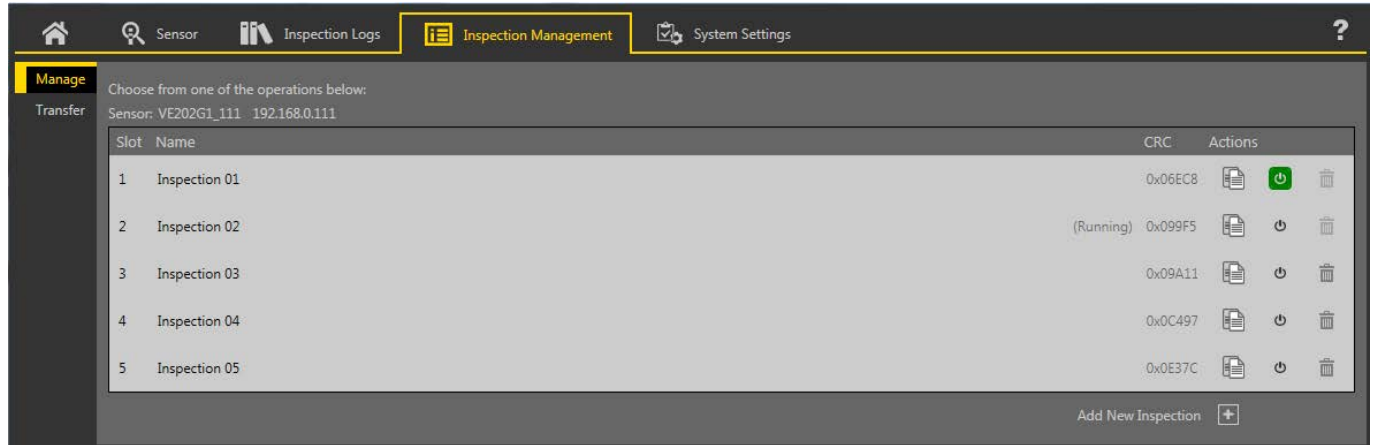 Sensor Inspection Logs Inspection Management System Settings ?
Manage
Transfer
Choose from one of the operations below:
Sensor: VE202G1_111 192.168.0.111
Slot Name CRC Actions
1 Inspection 01 0x06EC8
2 Inspection 02 (Running) 0x099F5
3 Inspection 03 0x09A11
4 Inspection 04 0x0C497
5 Inspection 05 0x0E37C
Add New Inspection +